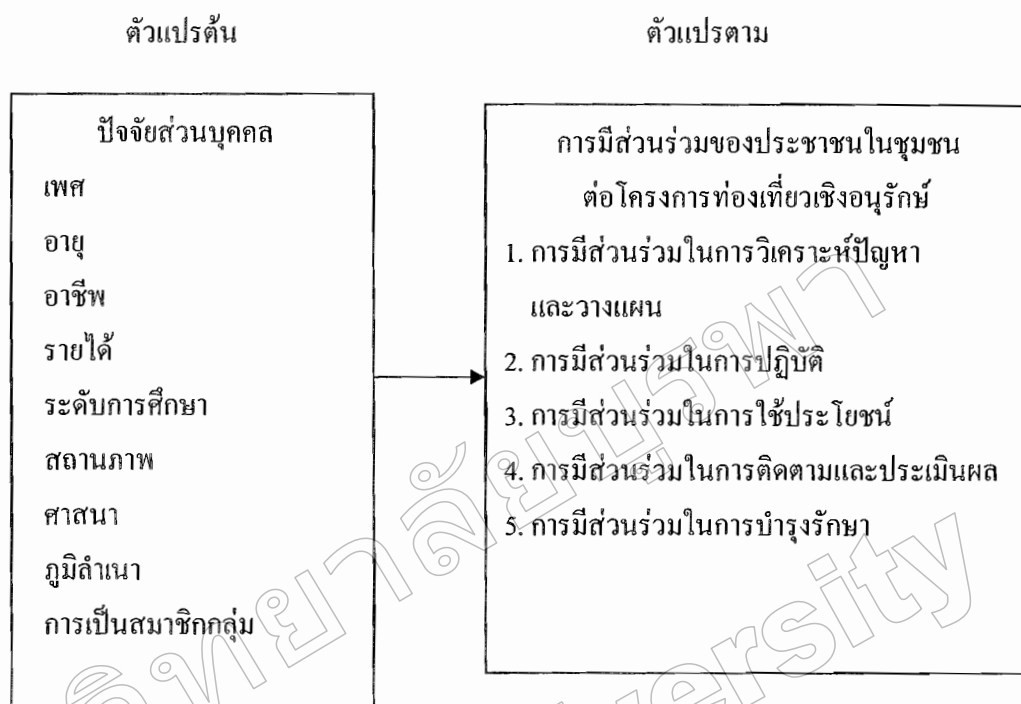 ตัวแปรต้น
ตัวแปรตาม
ปัจจัยส่วนบุคคล
เพศ
อายุ
อาชีพ
รายได้
ระดับการศึกษา
สถานภาพ
ศาสนา
ภูมิลำเนา
การเป็นสมาชิกกลุ่ม
การมีส่วนร่วมของประชาชนในชุมชน
ต่อโครงการท่องเที่ยวเชิงอนุรักษ์
1. การมีส่วนร่วมในการวิเคราะห์ปัญหา
และวางแผน
2. การมีส่วนร่วมในการปฏิบัติ
3. การมีส่วนร่วมในการใช้ประโยชน์
4. การมีส่วนร่วมในการติดตามและประเมินผล
5. การมีส่วนร่วมในการบำรุงรักษา
วิทยาลัยบูรพา
versity